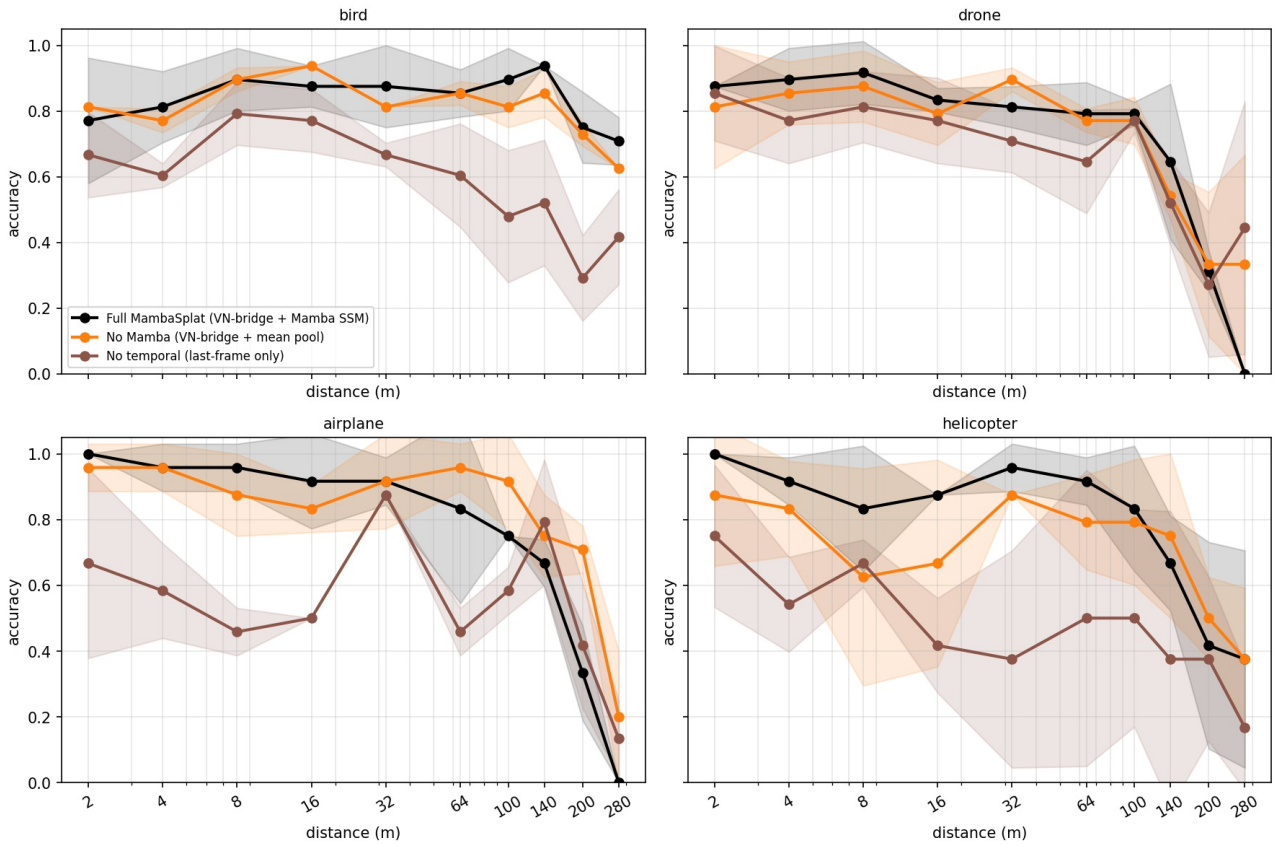 bird
1.0
0.8
0.6
0.4
0.2
0.0
accuracy
Full MambaSplat (VN-bridge + Mamba SSM)
No Mamba (VN-bridge + mean pool)
No temporal (last-frame only)
distance (m)
drone
accuracy
distance (m)
airplane
1.0
0.8
0.6
0.4
0.2
0.0
accuracy
2 4 8 16 32 64 100 140 200 280
distance (m)
helicopter
accuracy
2 4 8 16 32 64 100 140 200 280
distance (m)